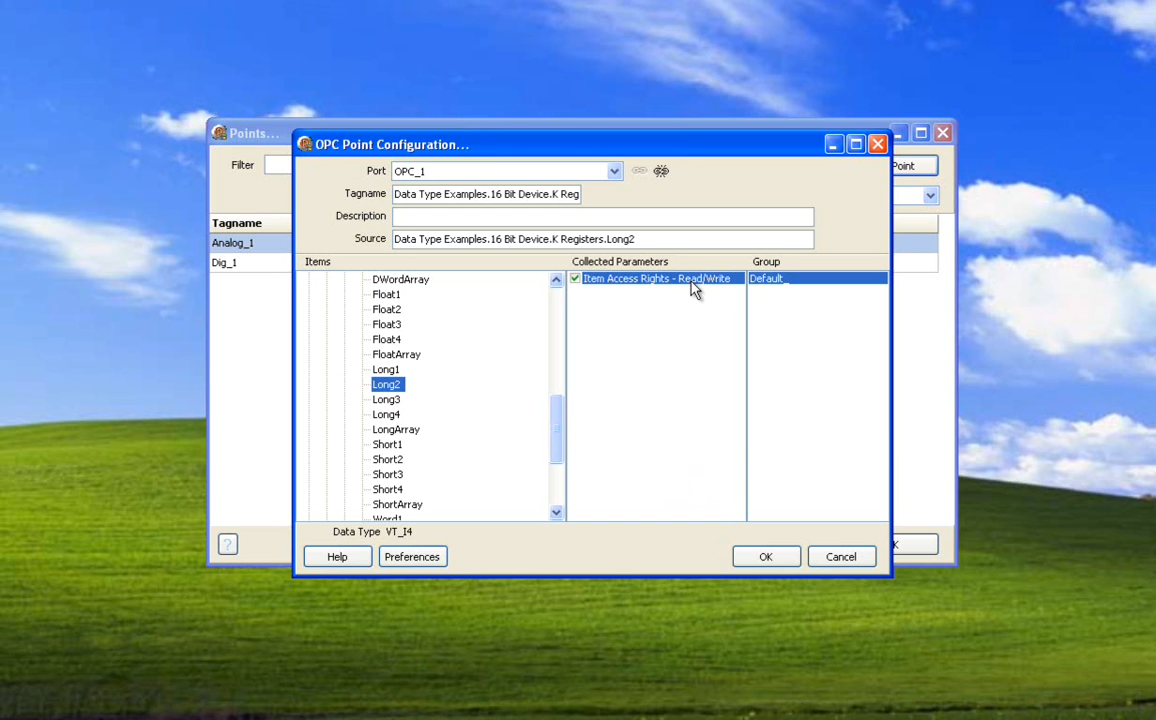 Points...
OPC Point Configuration...
Filter
Point
Port OPC_1
Tagname Data Type Examples.16 Bit Device.K Reg
Description
Source Data Type Examples.16 Bit Device.K Registers.Long2
Tagname
Analog_1
Dig_1
Items Collected Parameters Group
DWordArray
Float1
Float2
Float3
Float4
FloatArray
Long1
Long2
Long3
Long4
LongArray
Short1
Short2
Short3
Short4
ShortArray
Word1
Item Access Rights - Read/Write Default_
Data Type VT_I4
?
Help Preferences OK Cancel
K